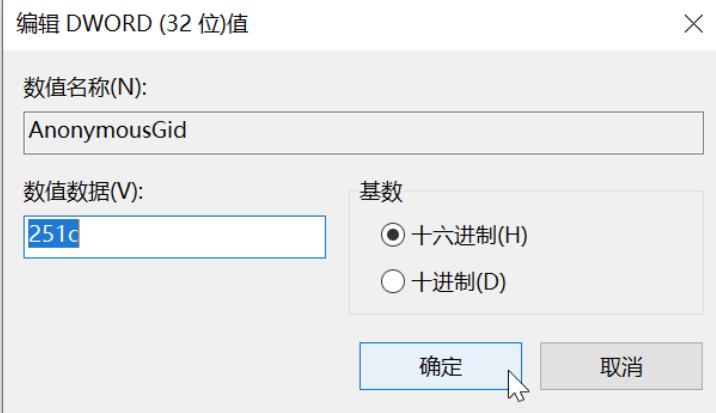 编辑 DWORD (32 位)值
数值名称(N):
AnonymousGid
数值数据(V):
251c
基数
十六进制(H)
十进制(D)
确定
取消